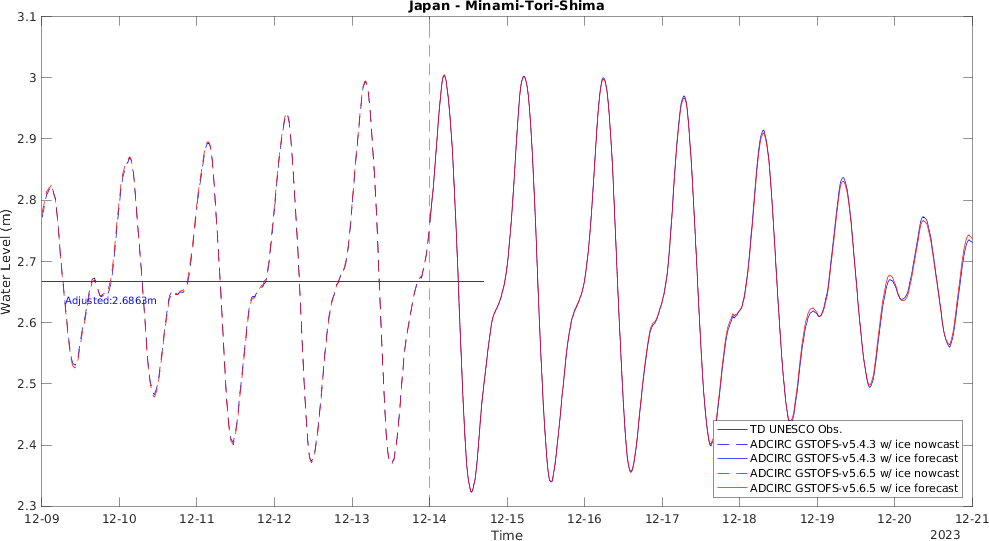 Japan - Minami-Tori-Shima
3.1
3
2.9
2.8
2.7
2.6
2.5
2.4
2.3
Water Level (m)
Adjusted:2.6863m
TD UNESCO Obs.
ADCIRC GSTOFS-v5.4.3 w/ ice nowcast
ADCIRC GSTOFS-v5.4.3 w/ ice forecast
ADCIRC GSTOFS-v5.6.5 w/ ice nowcast
ADCIRC GSTOFS-v5.6.5 w/ ice forecast
12-09 12-10 12-11 12-12 12-13 12-14 12-15 12-16 12-17 12-18 12-19 12-20 12-21
Time
2023